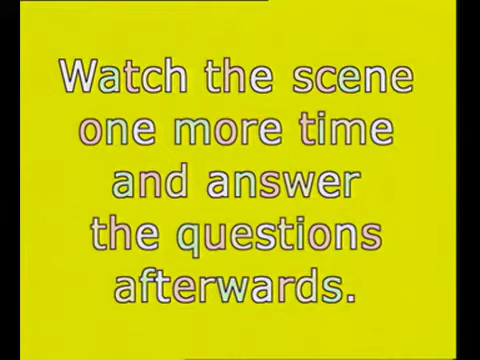 Watch the scene
one more time
and answer
the questions
afterwards.